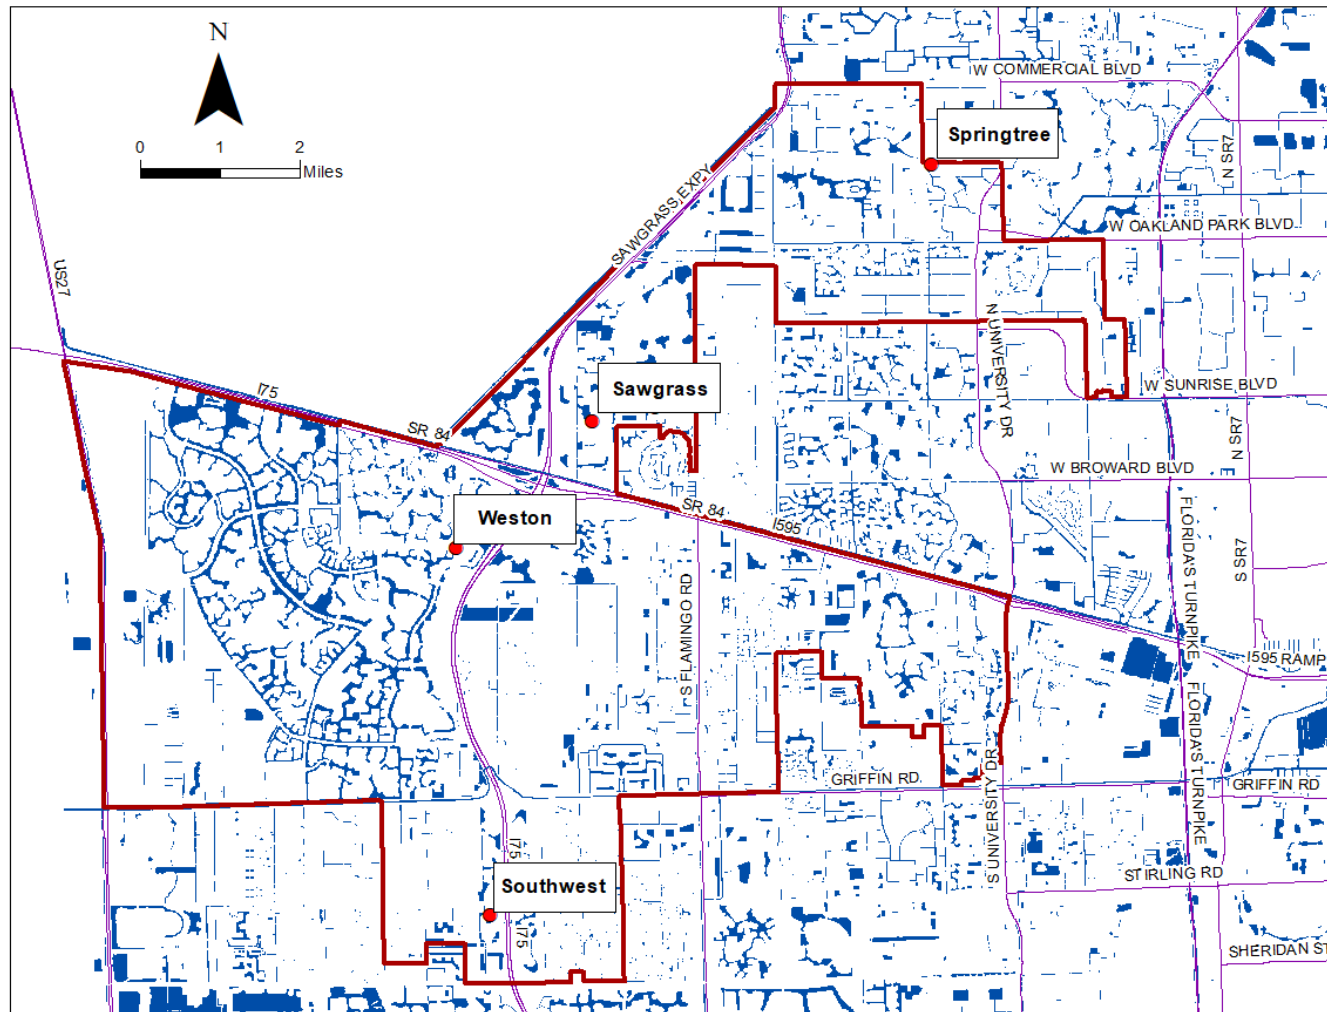 N
0 1 2
Miles
W COMMERCIAL BLVD
Springtree
N SR7
SAWGRASS EXPY
W OAKLAND PARK BLVD
US27
N UNIVERSITY DR
Sawgrass
I75
W SUNRISE BLVD
SR 84
N SR7
W BROWARD BLVD
Weston
SR 84
I595
FLORIDA'S TURNPIKE
S SR7
S FLAMINGO RD
I595 RAMP
FLORIDA'S TURNPIKE
GRIFFIN RD
S UNIVERSITY DR
GRIFFIN RD
I75
STIRLING RD
Southwest
I75
SHERIDAN ST